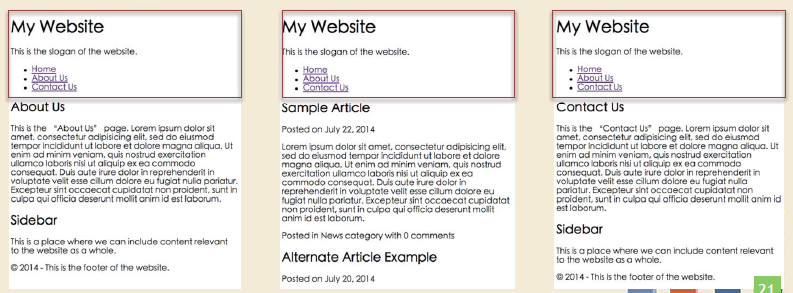 My Website
This is the slogan of the website.
Home
About Us
Contact Us
About Us
This is the "About Us" page. Lorem ipsum dolor sit
amet, consectetur adipisicing elit, sed do eiusmod
tempor incididunt ut labore et dolore magna aliqua. Ut
enim ad minim veniam, quis nostrud exercitation
ullamco laboris nisi ut aliquip ex ea commodo
consequat. Duis aute irure dolor in reprehenderit in
voluptate velit esse cillum dolore eu fugiat nulla pariatur.
Excepteur sint occaecat cupidatat non proident, sunt in
culpa qui officia deserunt mollit anim id est laborum.
Sidebar
This is a place where we can include content relevant
to the website as a whole.
© 2014 - This is the footer of the website.
My Website
This is the slogan of the website.
Home
About Us
Contact Us
Sample Article
Posted on July 22, 2014
Lorem ipsum dolor sit amet, consectetur adipisicing elit,
sed do eiusmod tempor incididunt ut labore et dolore
magna aliqua. Ut enim ad minim veniam, quis nostrud
exercitation ullamco laboris nisi ut aliquip ex ea
commodo consequat. Duis aute irure dolor in
reprehenderit in voluptate velit esse cillum dolore eu
fugiat nulla pariatur. Excepteur sint occaecat cupidatat
non proident, sunt in culpa qui officia deserunt mollit
anim id est laborum.
Posted in News category with 0 comments
Alternate Article Example
Posted on July 20, 2014
My Website
This is the slogan of the website.
Home
About Us
Contact Us
Contact Us
This is the "Contact Us" page. Lorem ipsum dolor sit
amet, consectetur adipisicing elit, sed do eiusmod
tempor incididunt ut labore et dolore magna aliqua. Ut
enim ad minim veniam, quis nostrud exercitation
ullamco laboris nisi ut aliquip ex ea commodo
consequat. Duis aute irure dolor in reprehenderit in
voluptate velit esse cillum dolore eu fugiat nulla
pariatur. Excepteur sint occaecat cupidatat non
proident, sunt in culpa qui officia deserunt mollit anim id
est laborum.
Sidebar
This is a place where we can include content relevant
to the website as a whole.
© 2014 - This is the footer of the website.
21